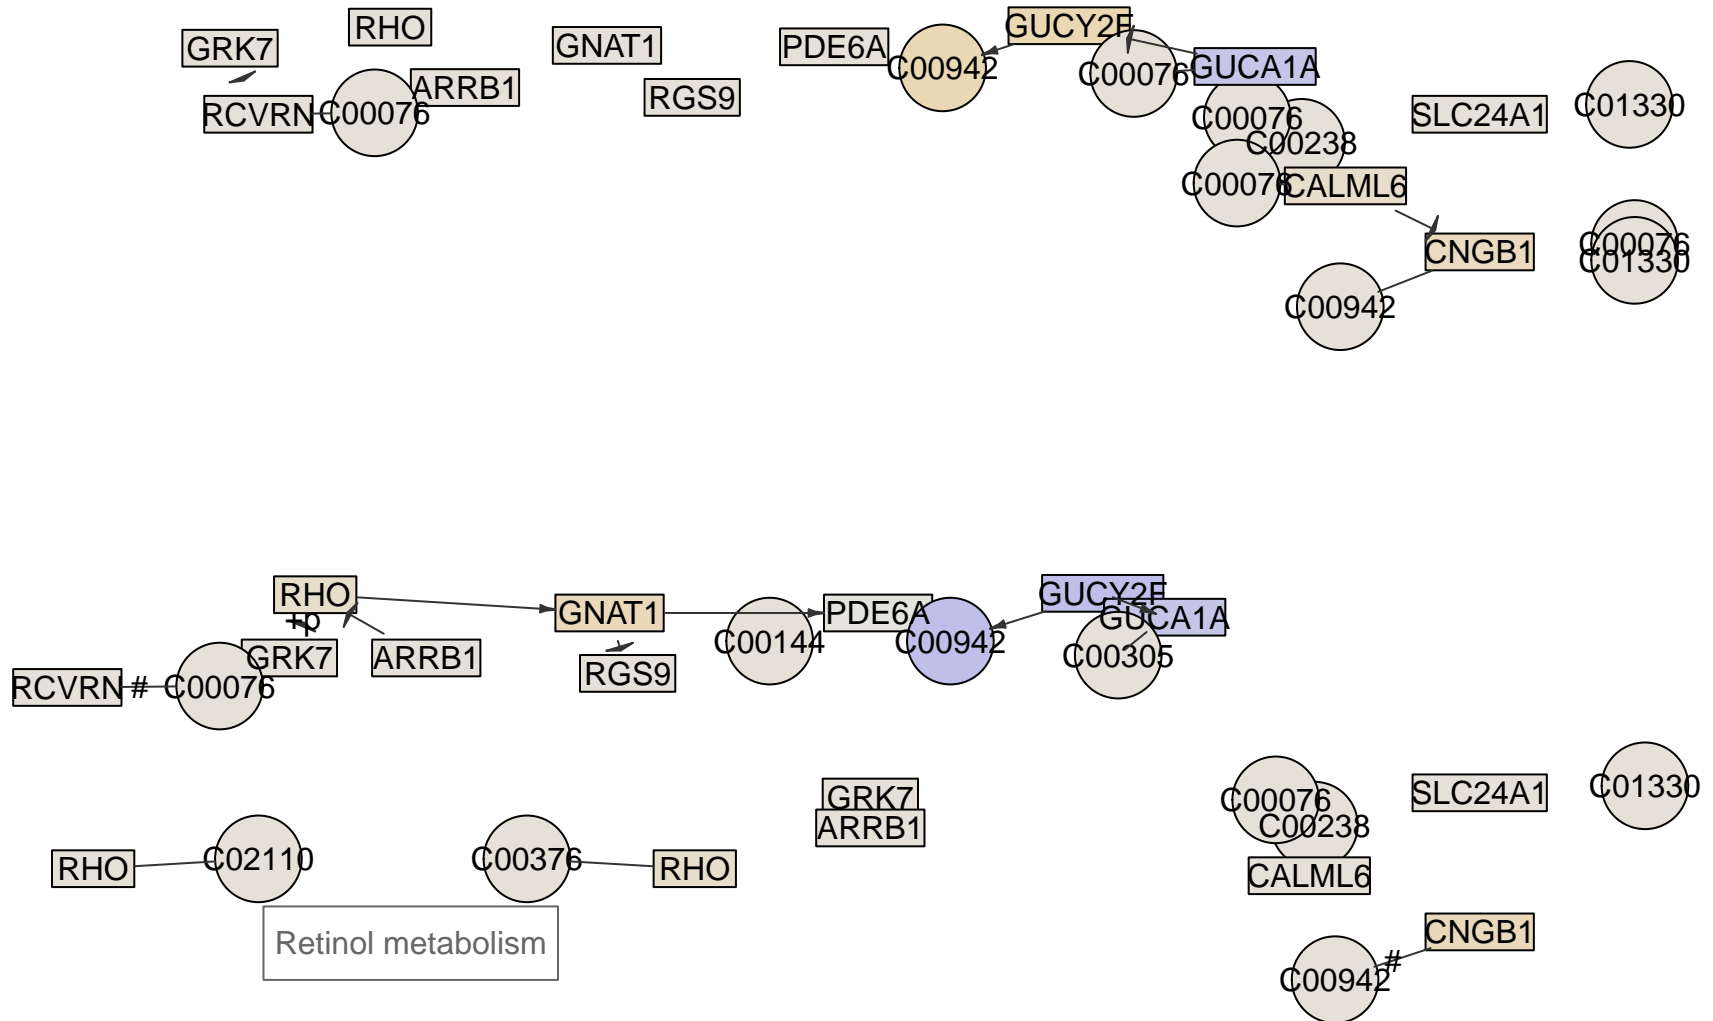 RHO
GRK7
GNAT1
PDE6A
C00942
GUCY2F
C00076
GUCA1A
RCVRN
C00076
ARRB1
RGS9
C00076
C00238
SLC24A1
C01330
C00076
CALML6
C00076
C01330
CNGB1
C00942
RHO
+p
GNAT1
PDE6A
GUCY2F
GUCA1A
RCVRN
#
C00076
GRK7
ARRB1
RGS9
C00144
C00942
C00305
GRK7
ARRB1
C00076
C00238
SLC24A1
C01330
RHO
C02110
C00376
RHO
CALML6
Retinol metabolism
CNGB1
#
C00942